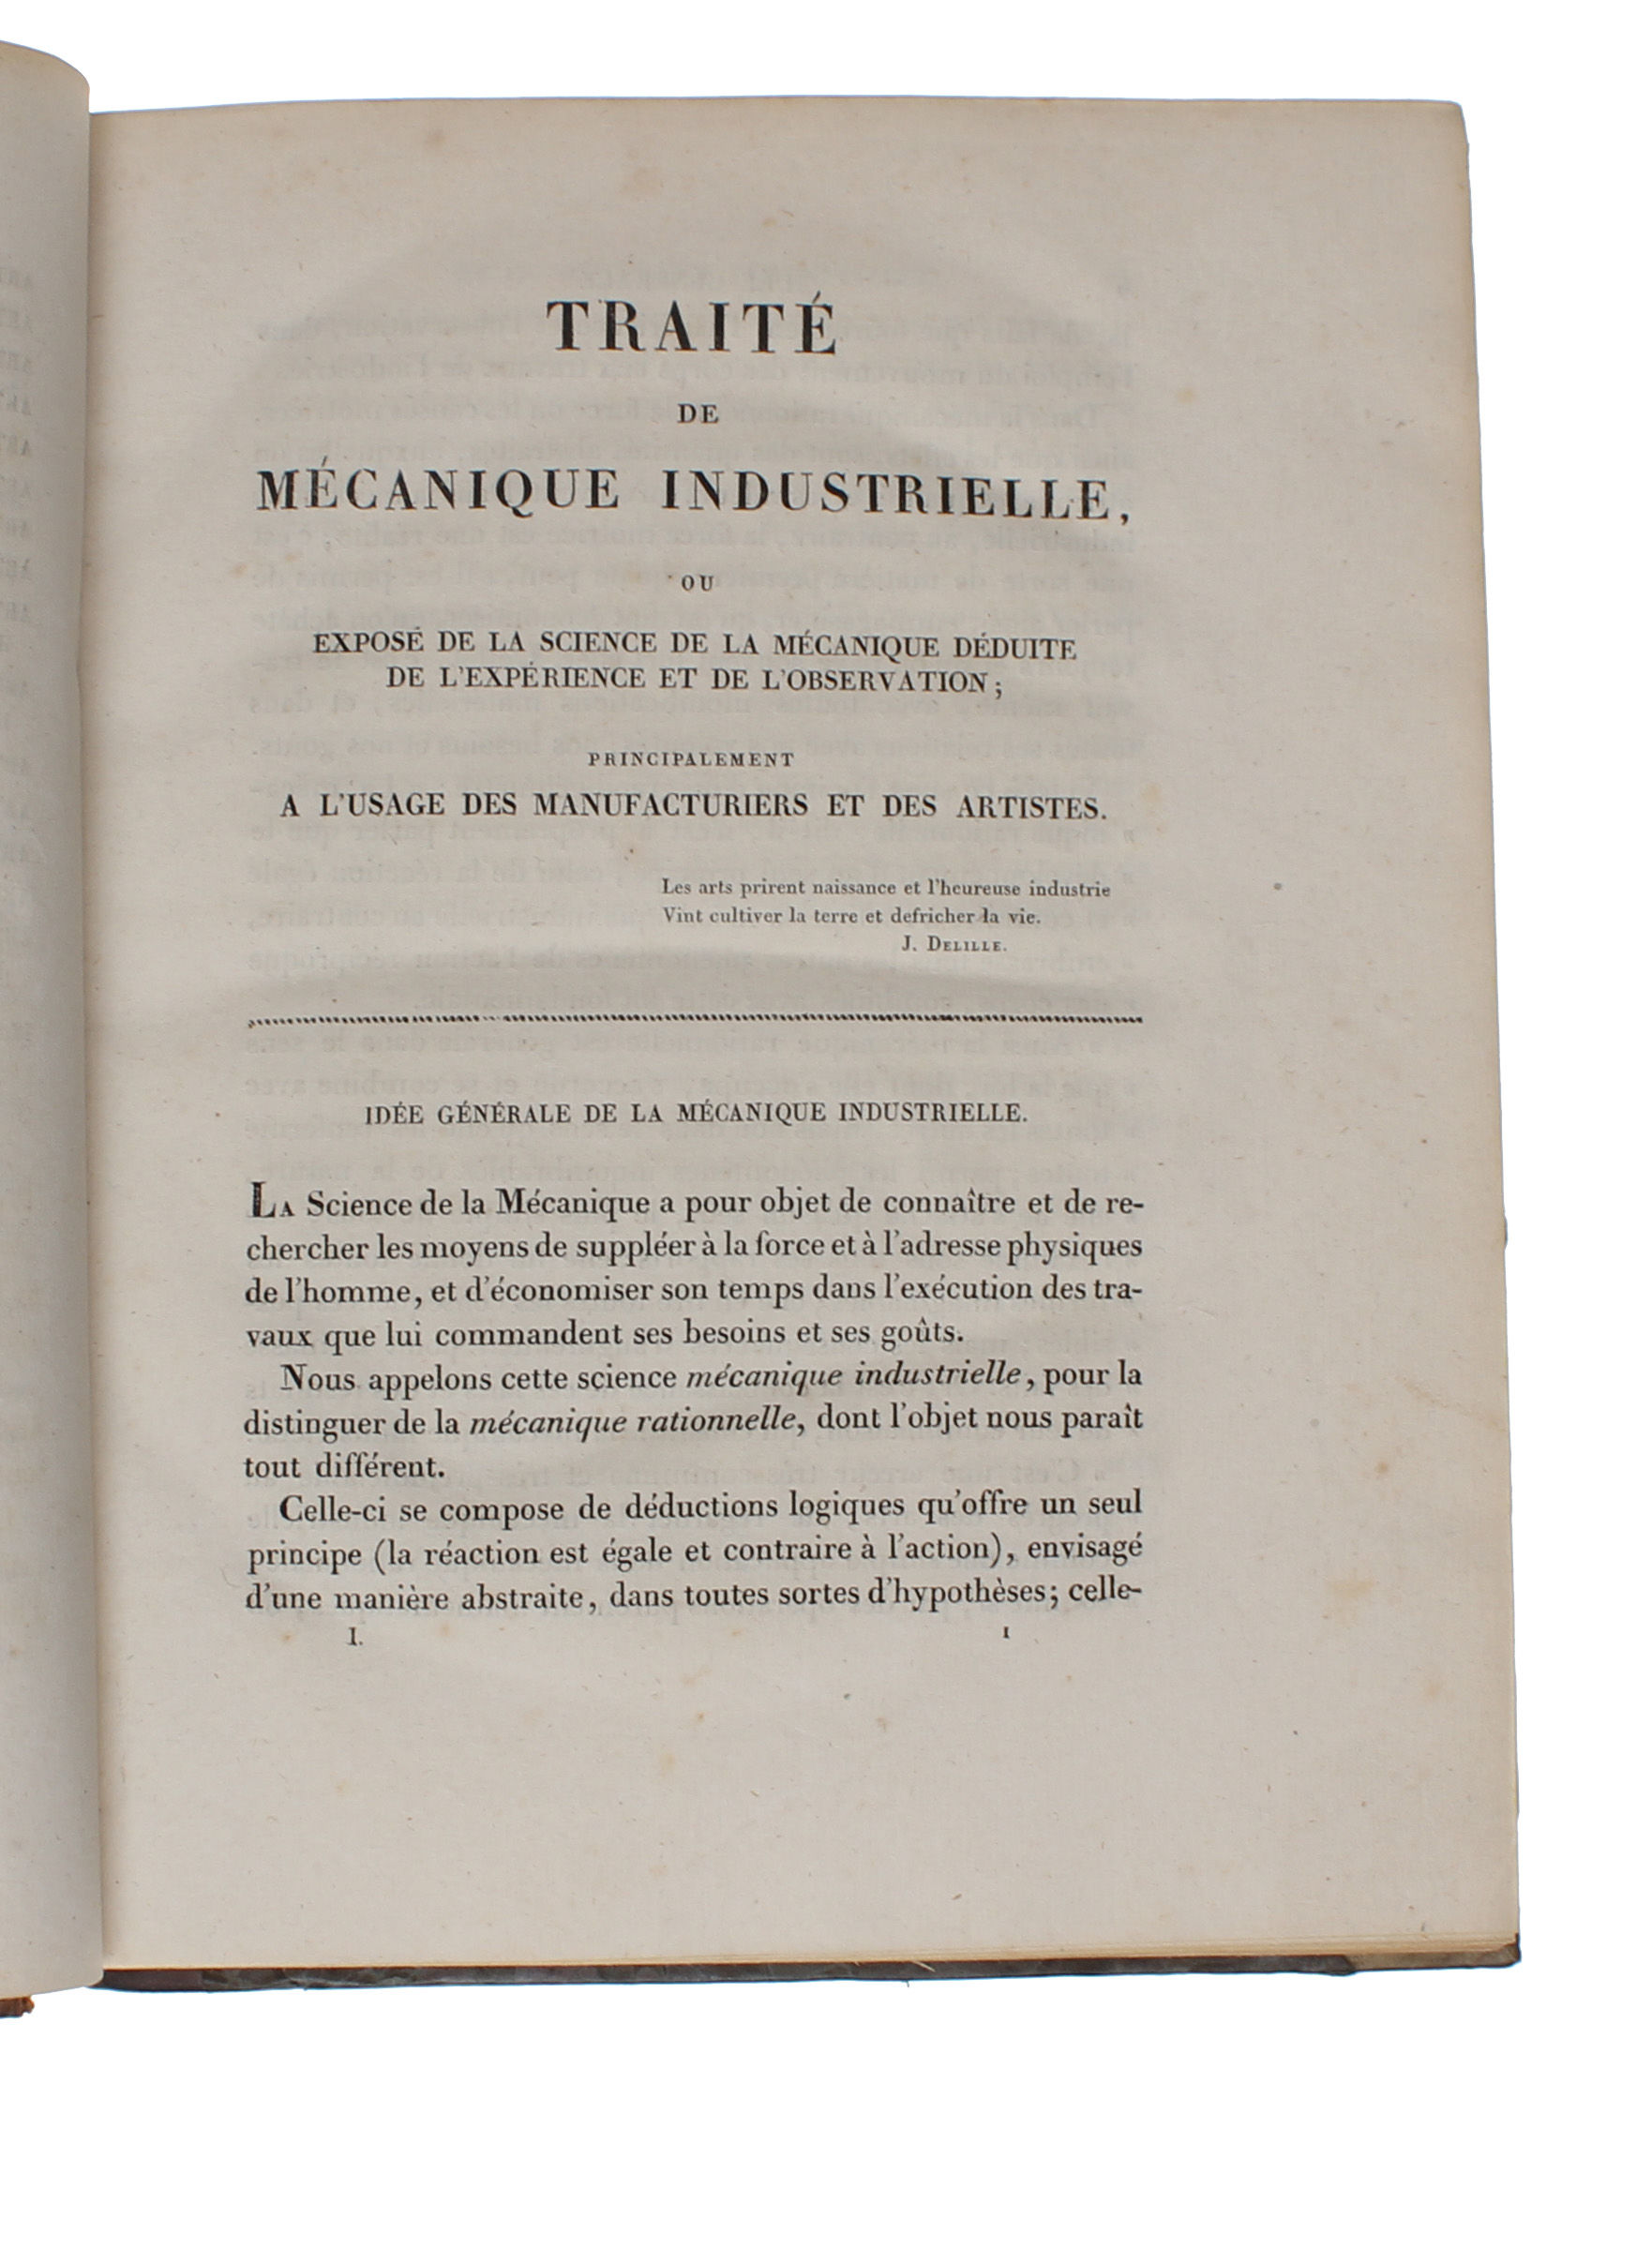 TRAITÉ
DE
MÉCANIQUE INDUSTRIELLE,
OU
EXPOSÉ DE LA SCIENCE DE LA MÉCANIQUE DÉDUITE
DE L'EXPÉRIENCE ET DE L'OBSERVATION;
PRINCIPALEMENT
A L'USAGE DES MANUFACTURIERS ET DES ARTISTES.
Les arts prirent naissance et l'heureuse industrie
Vint cultiver la terre et defricher la vie.
J. DELILLE.
IDÉE GÉNÉRALE DE LA MÉCANIQUE INDUSTRIELLE.
LA Science de la Mécanique a pour objet de connaître et de re-
chercher les moyens de suppléer à la force et à l'adresse physiques
de l'homme, et d'économiser son temps dans l'exécution des tra-
vaux que lui commandent ses besoins et ses goûts.
Nous appelons cette science mécanique industrielle, pour la
distinguer de la mécanique rationnelle, dont l'objet nous paraît
tout différent.
Celle-ci se compose de déductions logiques qu'offre un seul
principe (la réaction est égale et contraire à l'action), envisagé
d'une manière abstraite, dans toutes sortes d'hypothèses; celle-
I. 1